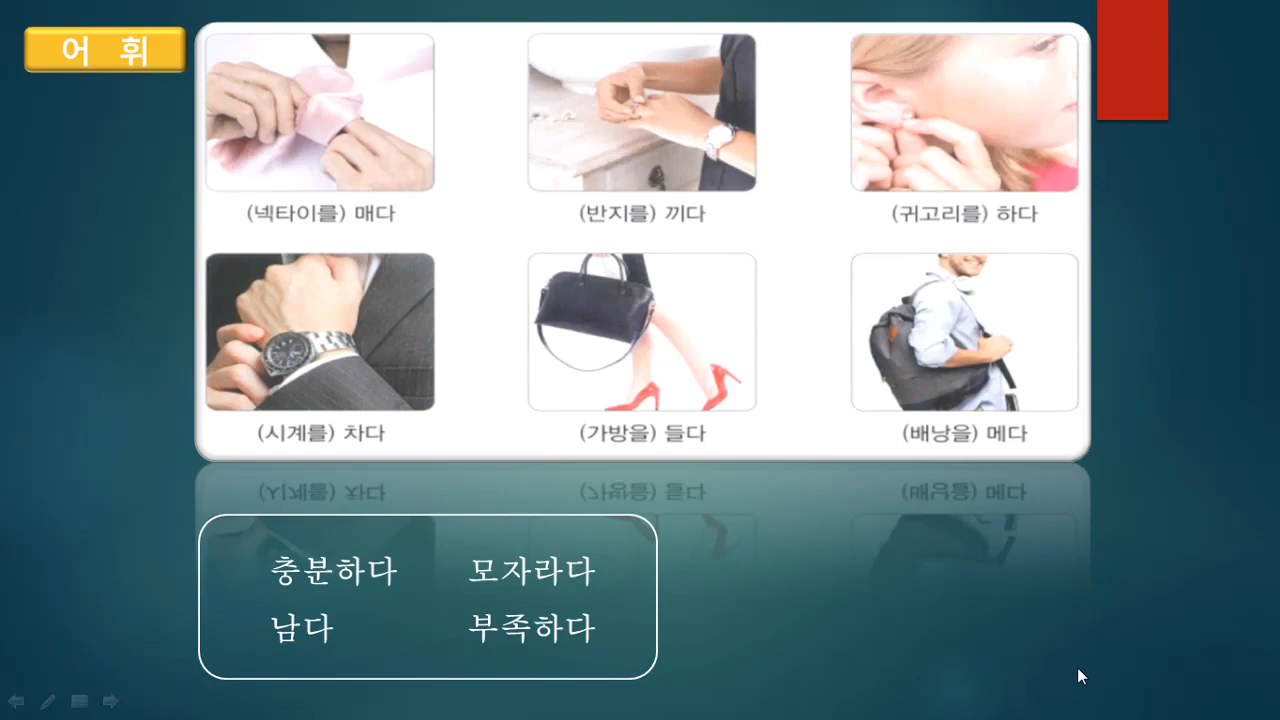 어 휘
(넥타이를) 매다 (반지를) 끼다 (귀고리를) 하다
(시계를) 차다 (가방을) 들다 (배낭을) 메다
충분하다 모자라다
남다 부족하다